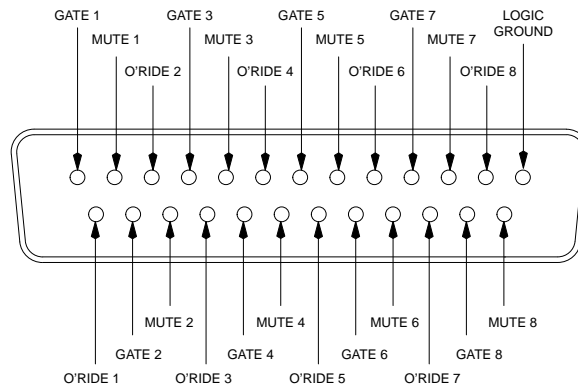 GATE 1 GATE 3 GATE 5 GATE 7 LOGIC
GROUND
MUTE 1 MUTE 3 MUTE 5 MUTE 7
O'RIDE 2 O'RIDE 4 O'RIDE 6 O'RIDE 8
MUTE 2 MUTE 4 MUTE 6 MUTE 8
GATE 2 GATE 4 GATE 6 GATE 8
O'RIDE 1 O'RIDE 3 O'RIDE 5 O'RIDE 7